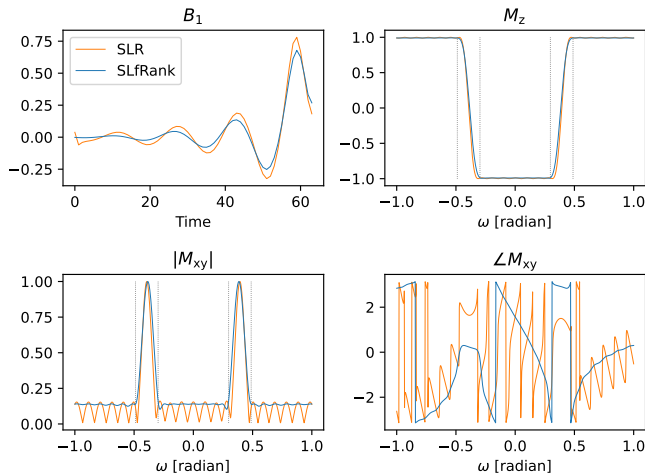 B1
0.75
0.50
0.25
0.00
−0.25
SLR
SLfRank
0 20 40 60
Time
Mz
1.0
0.5
0.0
−0.5
−1.0
−1.0 −0.5 0.0 0.5 1.0
ω [radian]
|Mxy|
1.00
0.75
0.50
0.25
0.00
−1.0 −0.5 0.0 0.5 1.0
ω [radian]
∠Mxy
2
0
−2
−1.0 −0.5 0.0 0.5 1.0
ω [radian]